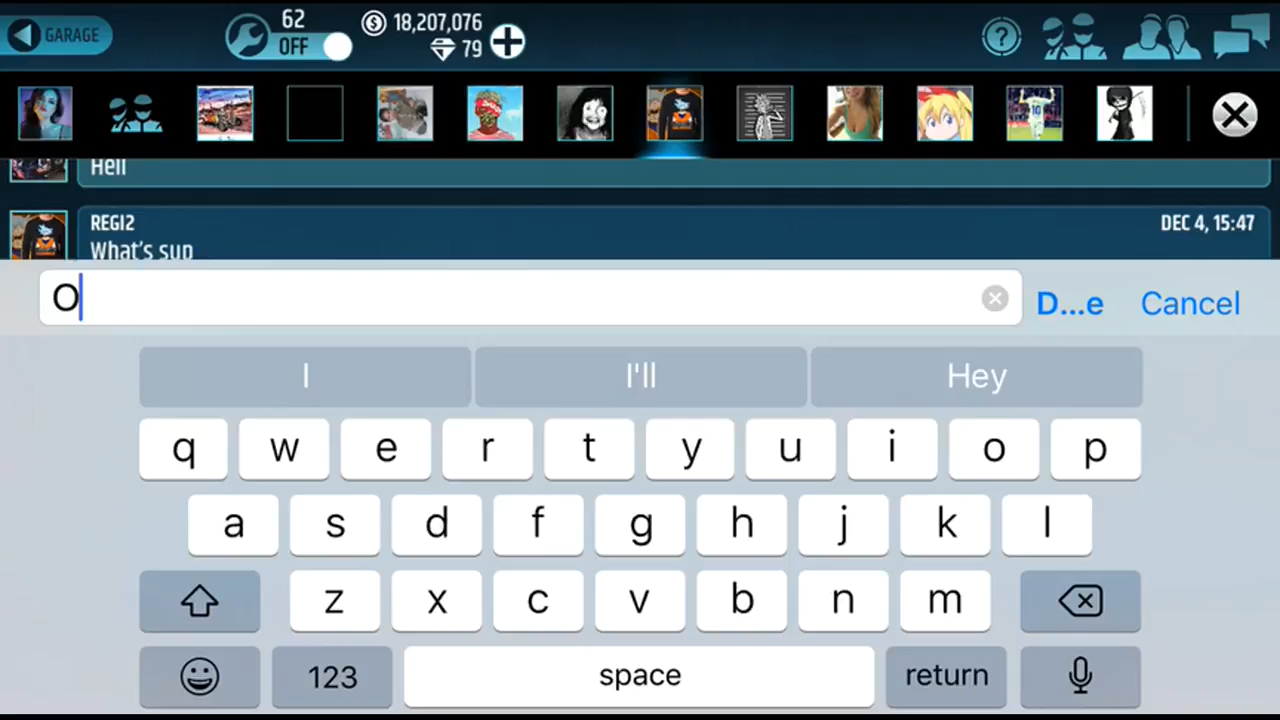 GARAGE
62
OFF
18,207,076
79
Hell
REGI2
DEC 4, 15:47
What's sup
O
D...e
Cancel
I
I'll
Hey
q w e r t y u i o p
a s d f g h j k l
z x c v b n m
123
space
return